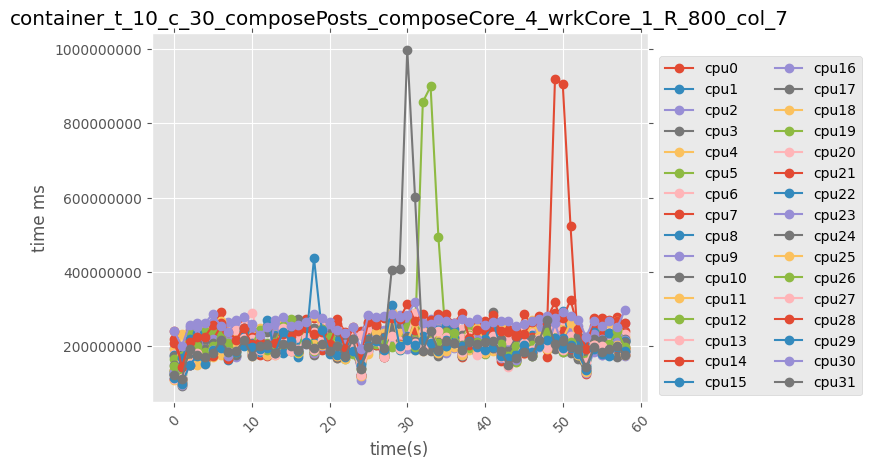 container_t_10_c_30_composePosts_composeCore_4_wrkCore_1_R_800_col_7
1000000000
800000000
600000000
400000000
200000000
time ms
0
10
20
30
40
50
60
time(s)
cpu0
cpu1
cpu2
cpu3
cpu4
cpu5
cpu6
cpu7
cpu8
cpu9
cpu10
cpu11
cpu12
cpu13
cpu14
cpu15
cpu16
cpu17
cpu18
cpu19
cpu20
cpu21
cpu22
cpu23
cpu24
cpu25
cpu26
cpu27
cpu28
cpu29
cpu30
cpu31